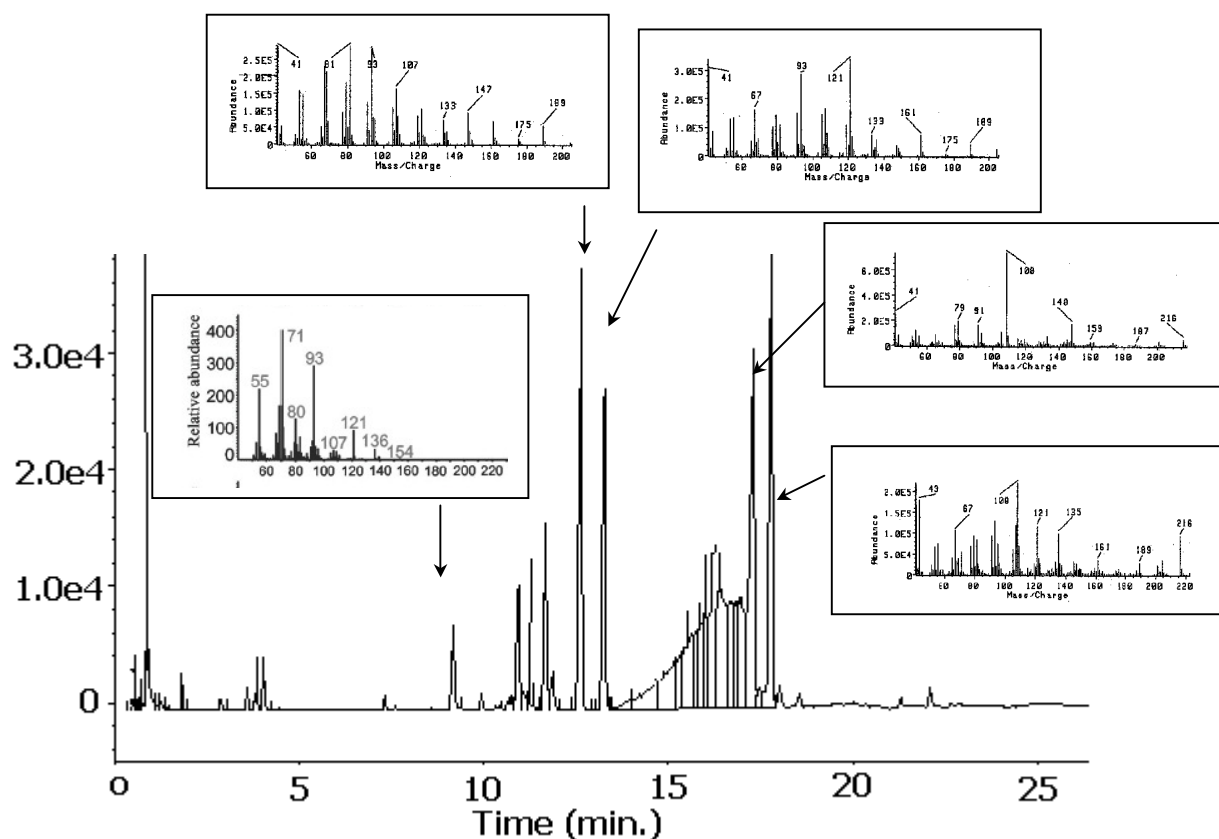 2.5E5
2.0E5
1.5E5
1.0E5
5.0E4
0
Abundance
41 81 93 107 133 147 175 189
60 80 100 120 140 160 180 200
Mass/Charge
3.0E5
2.0E5
1.0E5
0
Abundance
41 67 93 121 133 161 175 189
60 80 100 120 140 160 180 200
Mass/Charge
6.0E5
4.0E5
2.0E5
0
Abundance
41 79 91 108 148 159 187 216
60 80 100 120 140 160 180 200
Mass/Charge
400
300
200
100
0
Relative abundance
55 71 80 93 107 121 136 154
60 80 100 120 140 160 180 200 220
2.0E5
1.5E5
1.0E5
5.0E4
0
Abundance
43 67 108 121 135 161 189 216
60 80 100 120 140 160 180 200 222
Mass/Charge
3.0e4
2.0e4
1.0e4
0
0 5 10 15 20 25
Time (min.)